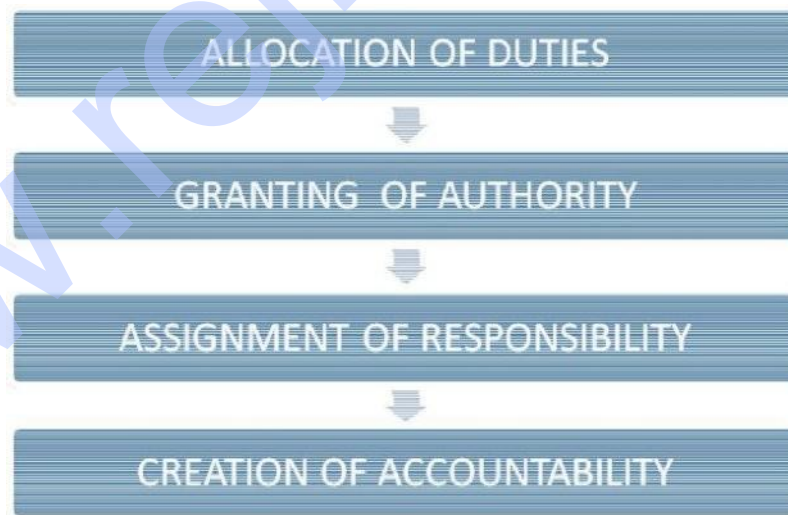 ALLOCATION OF DUTIES
GRANTING OF AUTHORITY
ASSIGNMENT OF RESPONSIBILITY
CREATION OF ACCOUNTABILITY